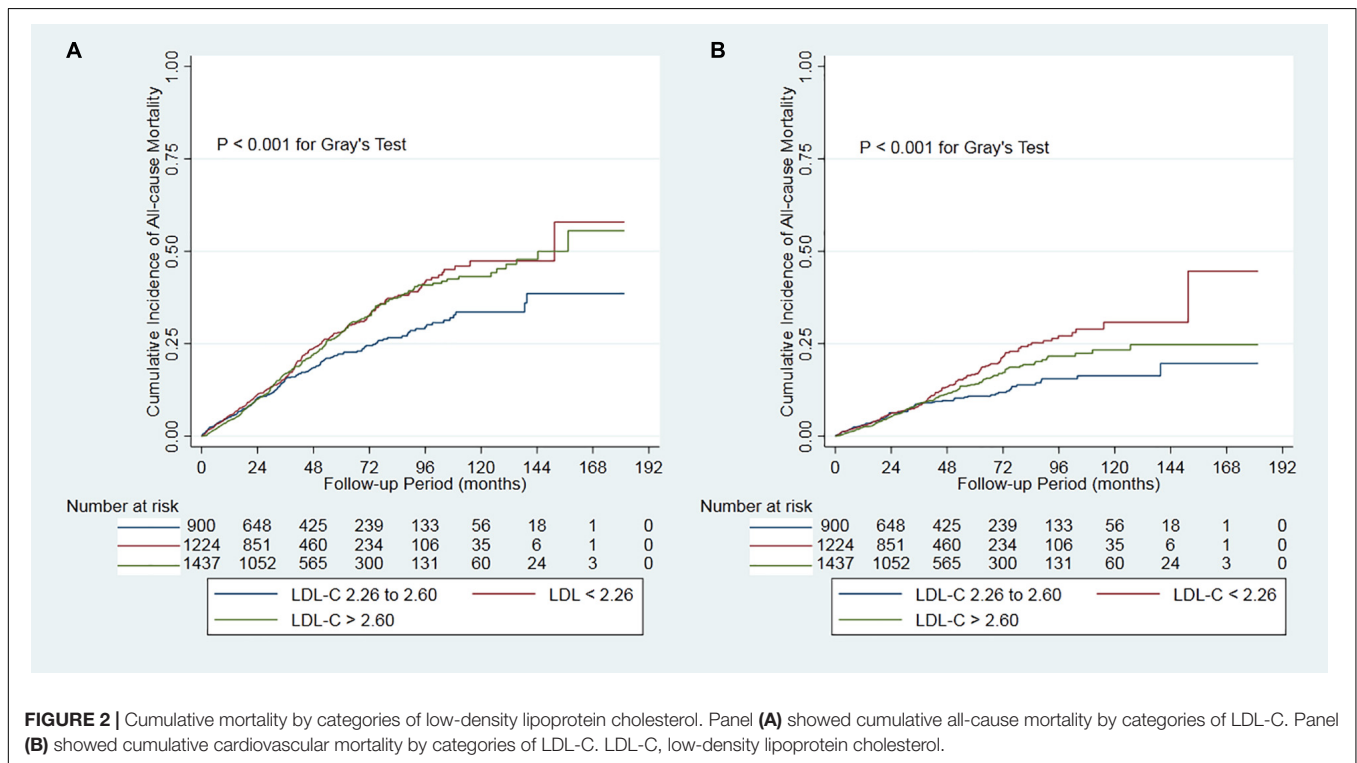 A
Cumulative Incidence of All-cause Mortality
1.00
0.75
0.50
0.25
0.00
P < 0.001 for Gray's Test
0 24 48 72 96 120 144 168 192
Follow-up Period (months)
Number at risk
900 648 425 239 133 56 18 1 0
1224 851 460 234 106 35 6 1 0
1437 1052 565 300 131 60 24 3 0
LDL-C 2.26 to 2.60 LDL < 2.26
LDL-C > 2.60
B
Cumulative Incidence of All-cause Mortality
1.00
0.75
0.50
0.25
0.00
P < 0.001 for Gray's Test
0 24 48 72 96 120 144 168 192
Follow-up Period (months)
Number at risk
900 648 425 239 133 56 18 1 0
1224 851 460 234 106 35 6 1 0
1437 1052 565 300 131 60 24 3 0
LDL-C 2.26 to 2.60 LDL-C < 2.26
LDL-C > 2.60
FIGURE 2 | Cumulative mortality by categories of low-density lipoprotein cholesterol. Panel (A) showed cumulative all-cause mortality by categories of LDL-C. Panel
(B) showed cumulative cardiovascular mortality by categories of LDL-C. LDL-C, low-density lipoprotein cholesterol.